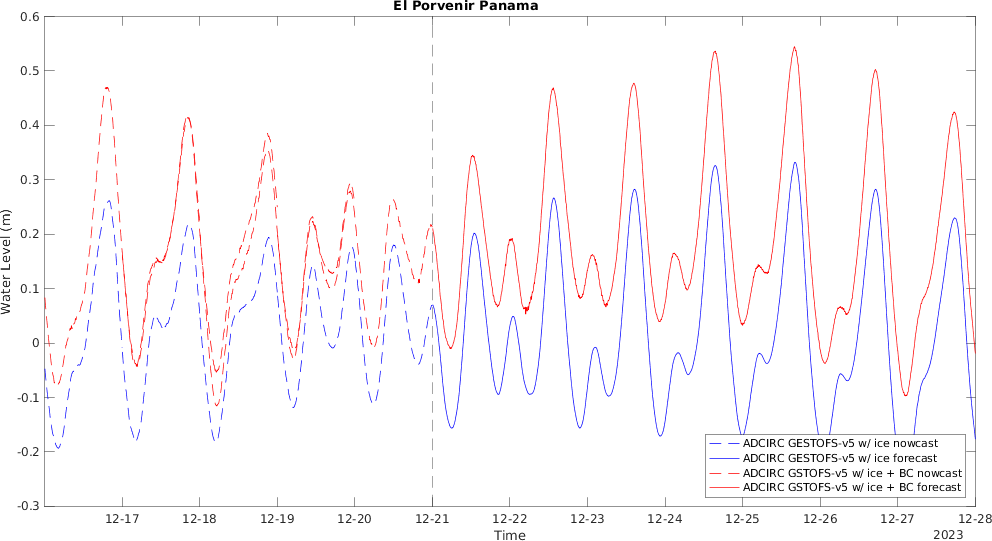 El Porvenir Panama
0.6
0.5
0.4
0.3
0.2
0.1
0
-0.1
-0.2
-0.3
Water Level (m)
ADCIRC GESTOFS-v5 w/ ice nowcast
ADCIRC GESTOFS-v5 w/ ice forecast
ADCIRC GSTOFS-v5 w/ ice + BC nowcast
ADCIRC GSTOFS-v5 w/ ice + BC forecast
12-17 12-18 12-19 12-20 12-21 12-22 12-23 12-24 12-25 12-26 12-27 12-28
Time
2023